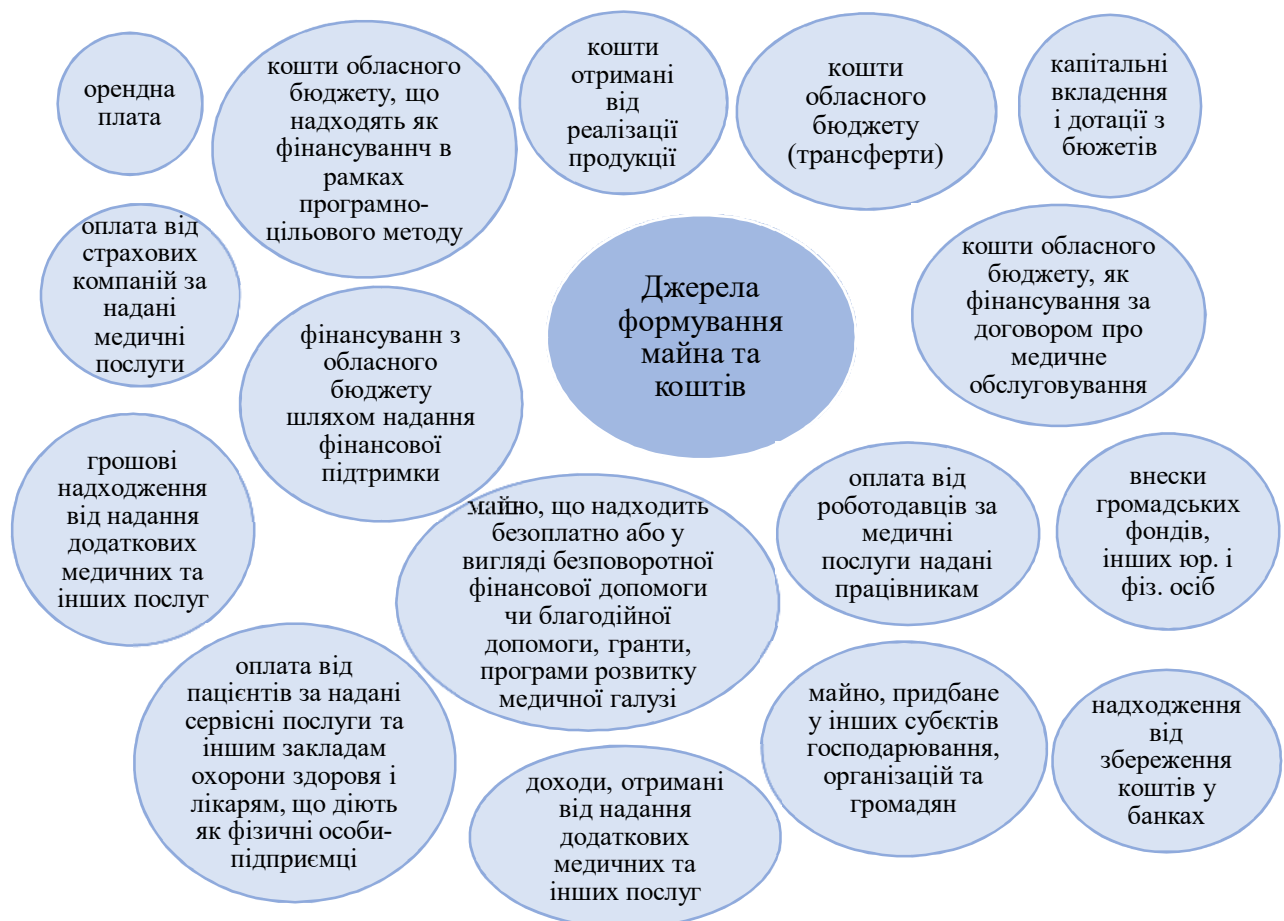 орендна
плата
кошти обласного
бюджету, що
надходять як
фінансуваннч в
рамках
програмно-
цільового методу
кошти
отримані
від
реалізації
продукції
кошти
обласного
бюджету
(трансферти)
капітальні
вкладення
і дотації з
бюжетів
оплата від
страхових
компаній за
надані
медичні
послуги
фінансуванн з
обласного
бюджету
шляхом надання
фінансової
підтримки
Джерела
формування
майна та
коштів
кошти обласного
бюджету, як
фінансування за
договором про
медичне
обслуговування
грошові
надходження
від надання
додаткових
медичних та
інших послуг
майно, що надходить
безоплатно або у
вигляді безповоротної
фінансової допомоги
чи благодійної
допомоги, гранти,
програми розвитку
медичної галузі
оплата від
роботодавців за
медичні
послуги надані
працівникам
внески
громадських
фондів,
інших юр. і
фіз. осіб
оплата від
пацієнтів за надані
сервісні послуги та
іншим закладам
охорони здоровя і
лікарям, що діють
як фізичні особи-
підприємці
доходи, отримані
від надання
додаткових
медичних та
інших послуг
майно, придбане
у інших субєктів
господарювання,
організацій та
громадян
надходження
від
збереження
коштів у
банках